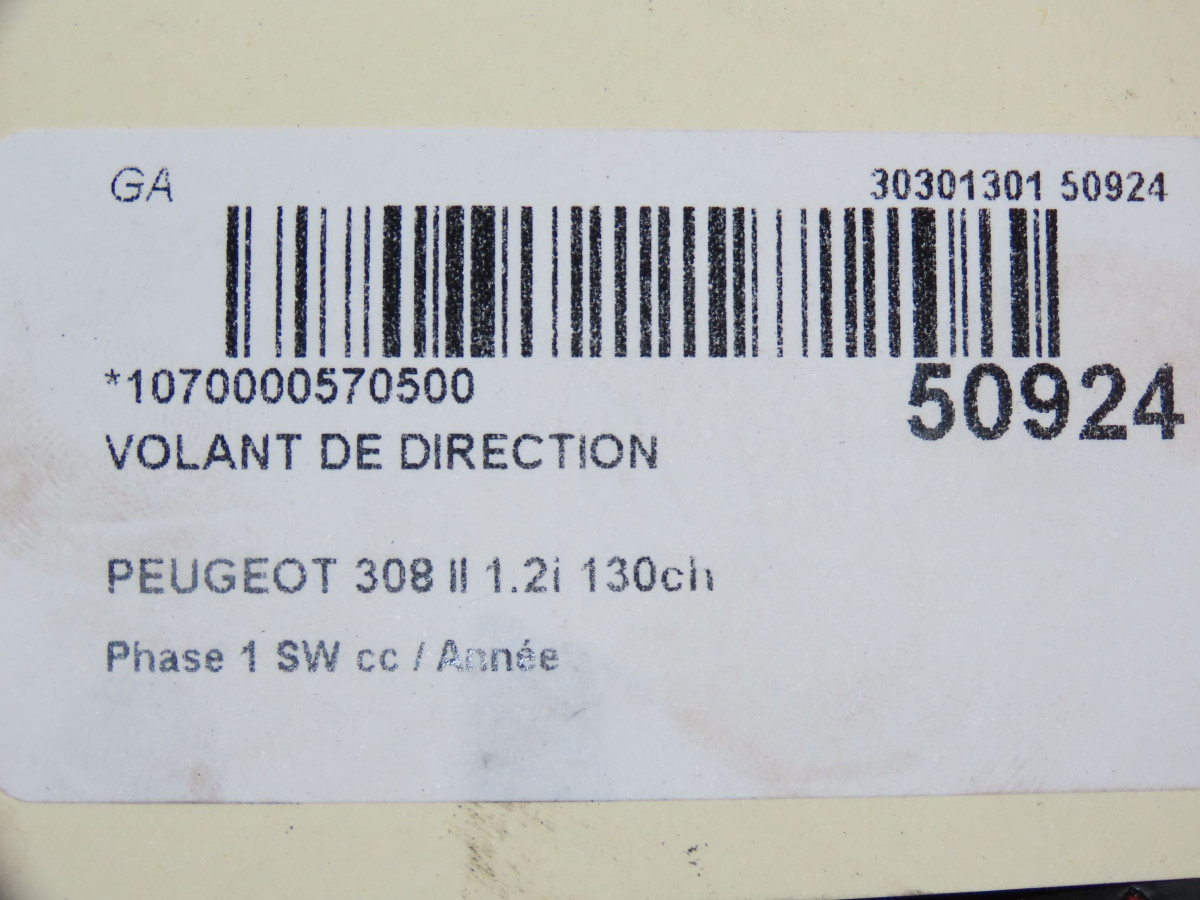 GA
30301301 50924
*1070000570500
50924
VOLANT DE DIRECTION
PEUGEOT 308 II 1.2i 130ch
Phase 1 SW cc / Année